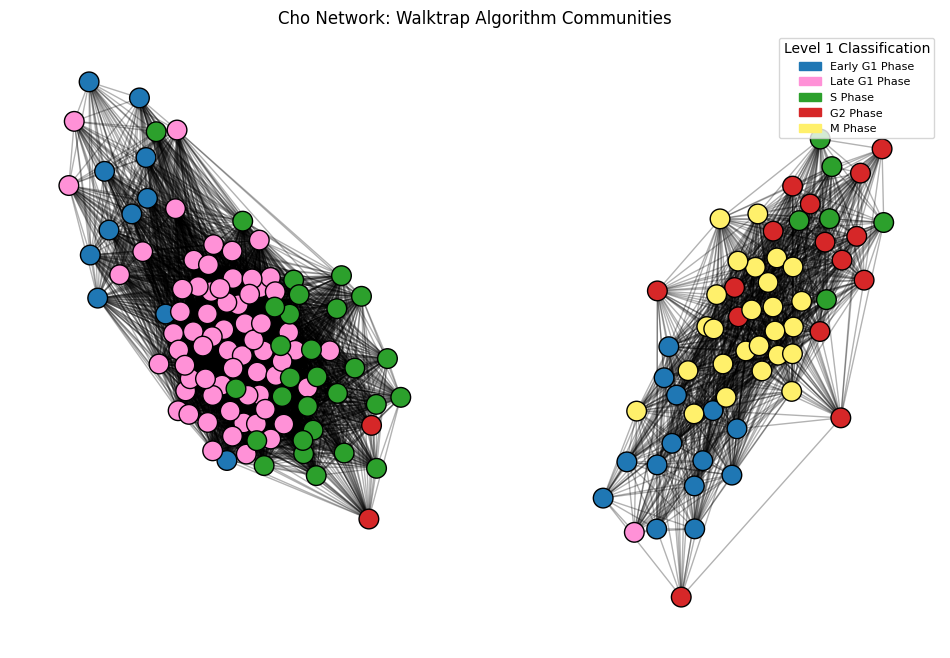 Cho Network: Walktrap Algorithm Communities
Level 1 Classification
Early G1 Phase
Late G1 Phase
S Phase
G2 Phase
M Phase